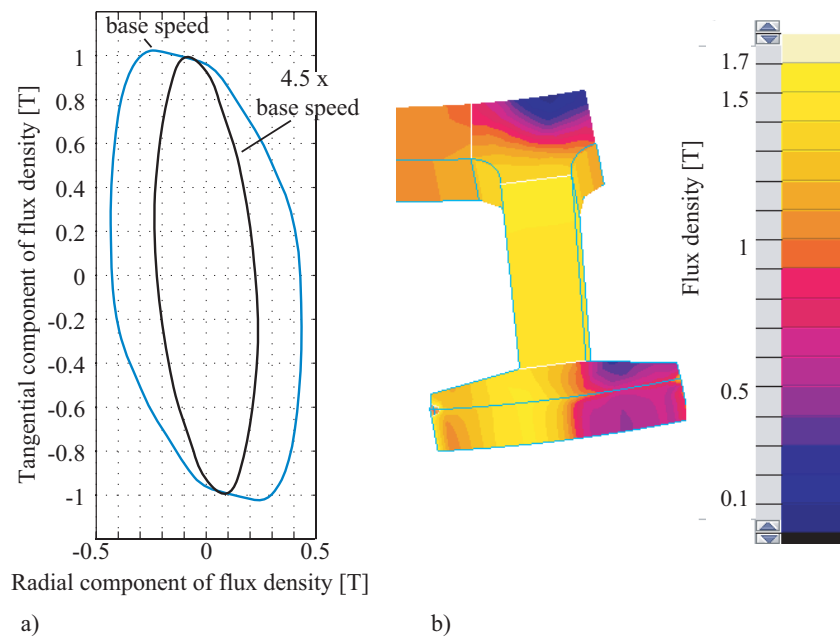 base speed
4.5 x
base speed
Tangential component of flux density [T]
1
0.8
0.6
0.4
0.2
0
-0.2
-0.4
-0.6
-0.8
-1
-0.5
0
0.5
Radial component of flux density [T]
a)
Flux density [T]
1.7
1.5
1
0.5
0.1
b)